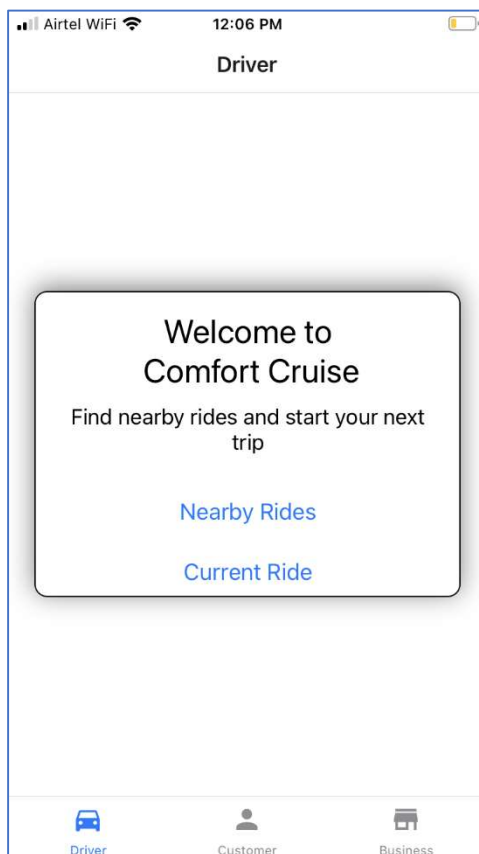 Airtel WiFi 12:06 PM
Driver
Welcome to
Comfort Cruise
Find nearby rides and start your next
trip
Nearby Rides
Current Ride
Driver Customer Business